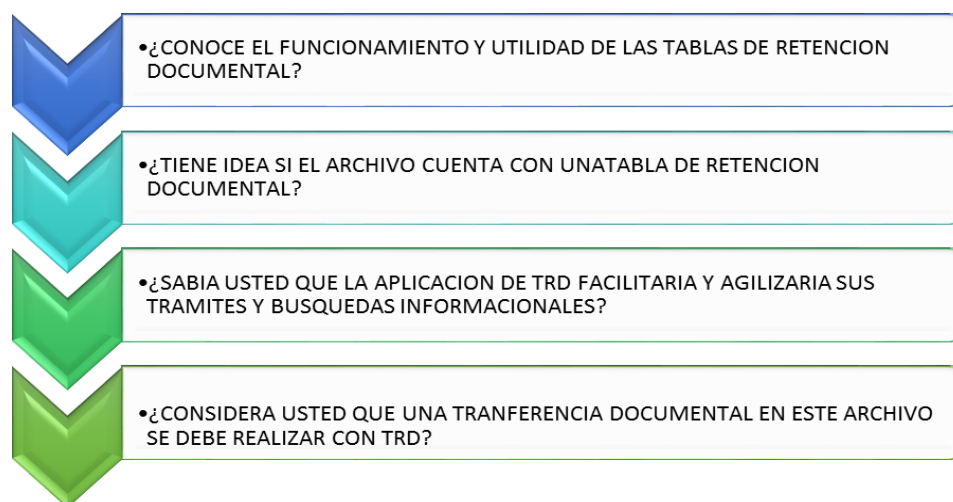 •¿CONOCE EL FUNCIONAMIENTO Y UTILIDAD DE LAS TABLAS DE RETENCION
DOCUMENTAL?
•¿TIENE IDEA SI EL ARCHIVO CUENTA CON UNATABLA DE RETENCION
DOCUMENTAL?
•¿SABIA USTED QUE LA APLICACION DE TRD FACILITARIA Y AGILIZARIA SUS
TRAMITES Y BUSQUEDAS INFORMACIONALES?
•¿CONSIDERA USTED QUE UNA TRANFERENCIA DOCUMENTAL EN ESTE ARCHIVO
SE DEBE REALIZAR CON TRD?